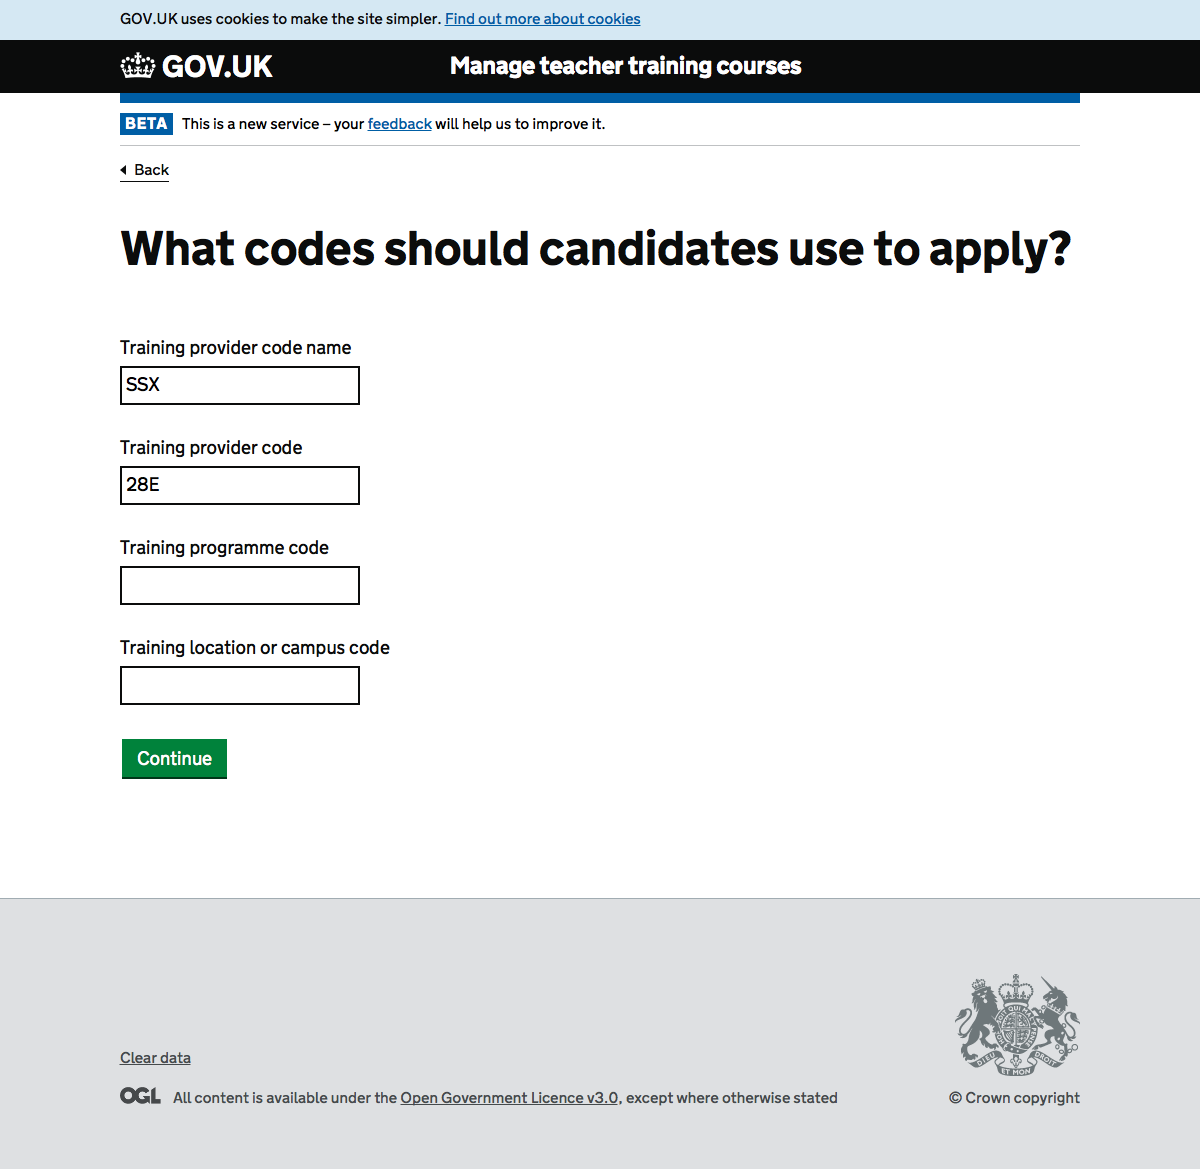 GOV.UK uses cookies to make the site simpler. Find out more about cookies
GOV.UK Manage teacher training courses
BETA This is a new service – your feedback will help us to improve it.
Back
What codes should candidates use to apply?
Training provider code name
SSX
Training provider code
28E
Training programme code
Training location or campus code
Continue
Clear data
DIEU ET MON DROIT
OGL All content is available under the Open Government Licence v3.0, except where otherwise stated
© Crown copyright